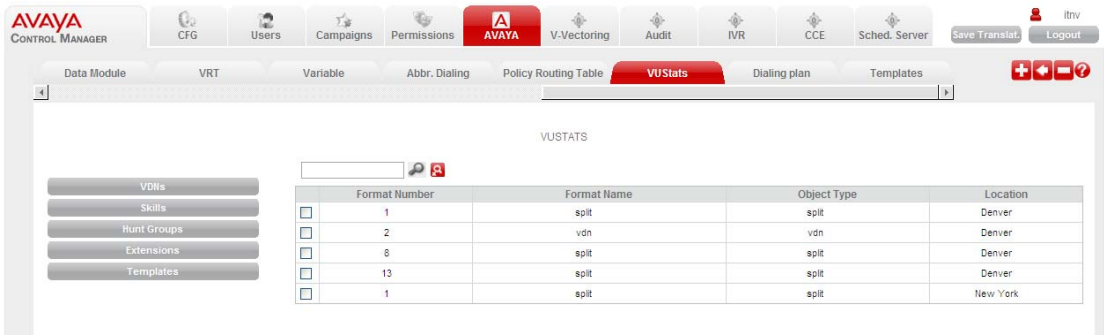 AVAYA
CONTROL MANAGER
CFG
Users
Campaigns
Permissions
AVAYA
V-Vectoring
Audit
IVR
CCE
Sched. Server
itnv
Save Translat.
Logout
Data Module
VRT
Variable
Abbr. Dialing
Policy Routing Table
VUStats
Dialing plan
Templates
VUSTATS
VDNs
Skills
Hunt Groups
Extensions
Templates
Format Number Format Name Object Type Location
1 split split Denver
2 vdn vdn Denver
8 split split Denver
13 split split Denver
1 split split New York